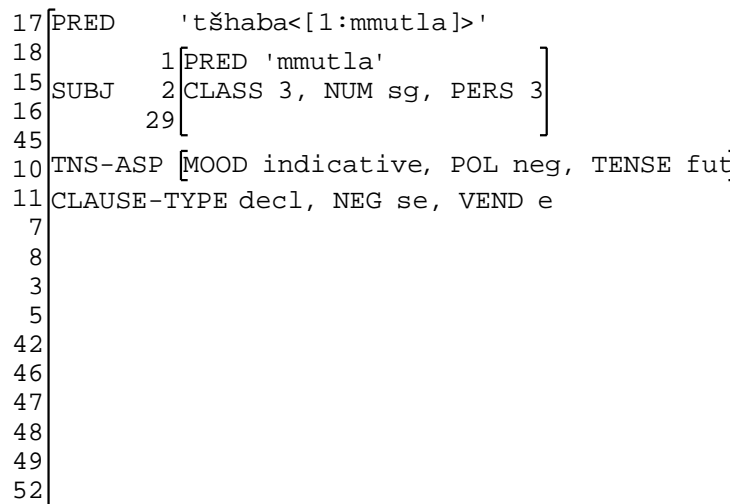 17 PRED 'tšhaba<[1:mmutla]>'
18
1 PRED 'mmutla'
15 SUBJ 2 CLASS 3, NUM sg, PERS 3
16
29
45
10 TNS-ASP [MOOD indicative, POL neg, TENSE fut]
11 CLAUSE-TYPE decl, NEG se, VEND e
7
8
3
5
42
46
47
48
49
52